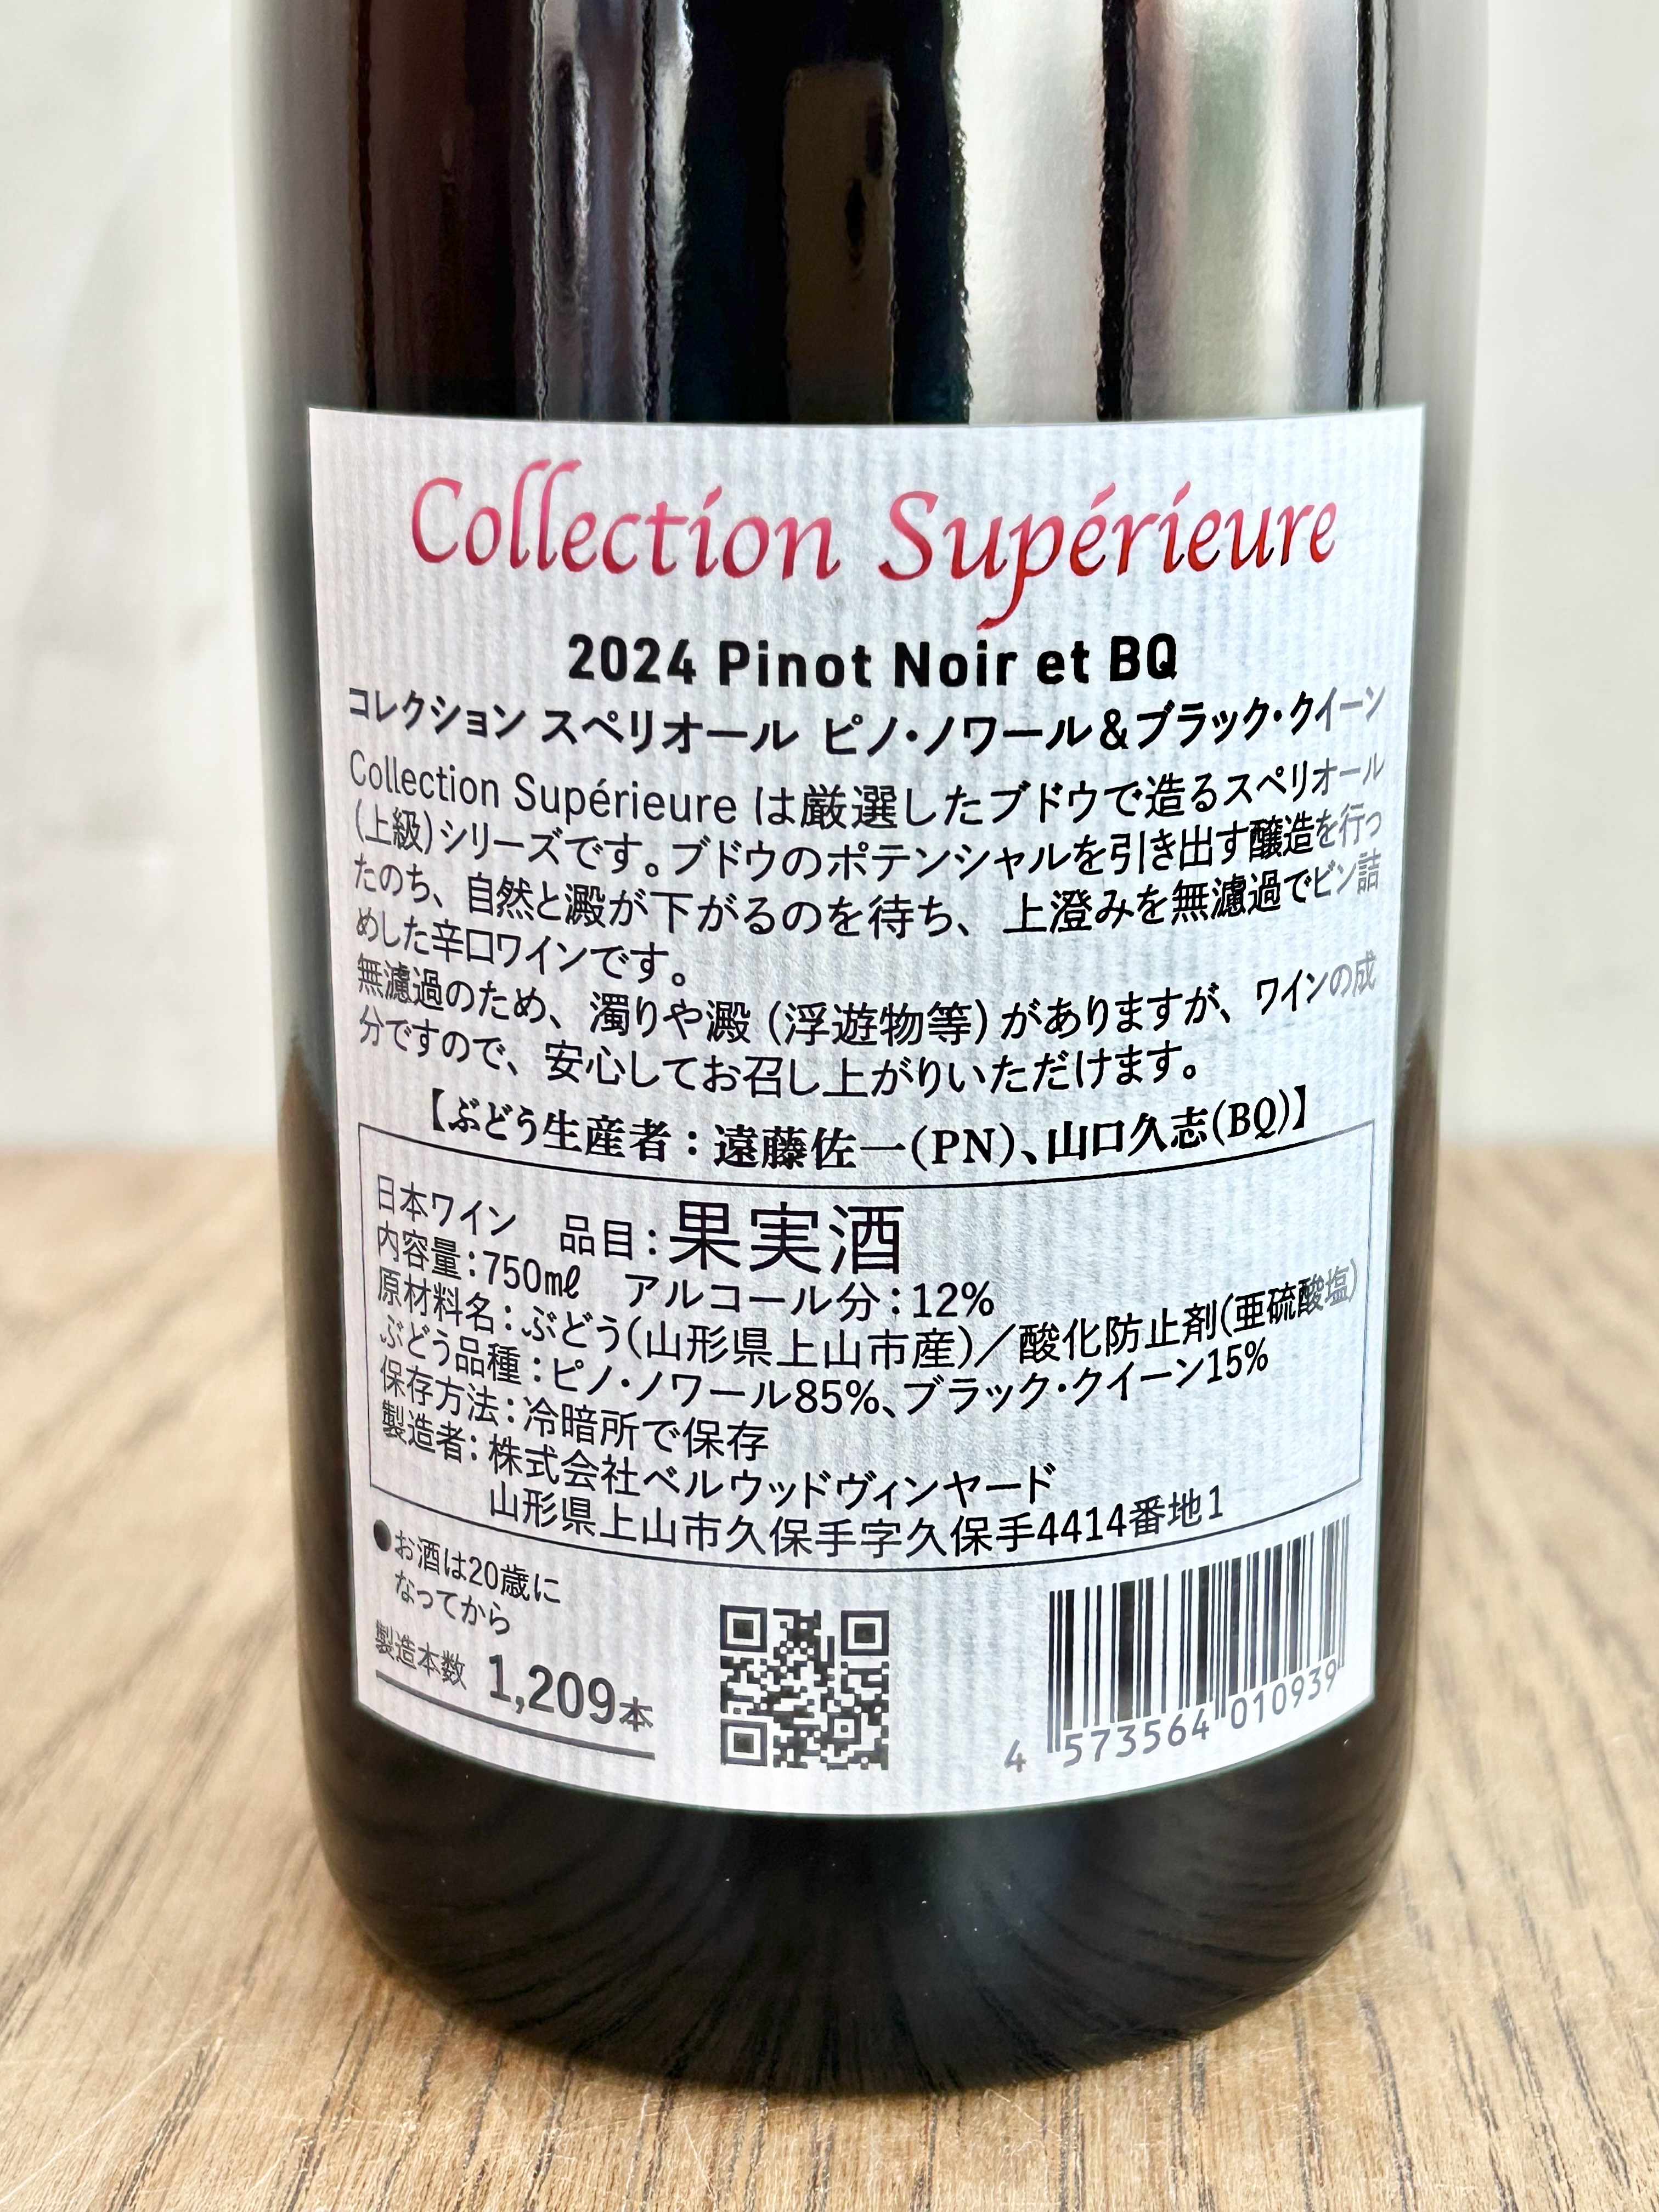 Collection Supérieure
2024 Pinot Noir et BQ
コレクション スペリオール ピノ・ノワール&ブラック・クイーン
Collection Supérieure は厳選したブドウで造るスペリオール
(上級)シリーズです。ブドウのポテンシャルを引き出す醸造を行っ
たのち、自然と澱が下がるのを待ち、上澄みを無濾過でビン詰
めした辛口ワインです。
無濾過のため、濁りや澱(浮遊物等)がありますが、ワインの成
分ですので、安心してお召し上がりいただけます。
【ぶどう生産者:遠藤佐一(PN)、山口久志(BQ)】
日本ワイン 品目:果実酒
内容量:750㎖ アルコール分:12%
原材料名:ぶどう(山形県上山市産)/酸化防止剤(亜硫酸塩)
ぶどう品種:ピノ・ノワール85%、ブラック・クイーン15%
保存方法:冷暗所で保存
製造者:株式会社ベルウッドヴィンヤード
山形県上山市久保手字久保手4414番地1
●お酒は20歳に
なってから
製造本数 1,209本
4 573564 010939